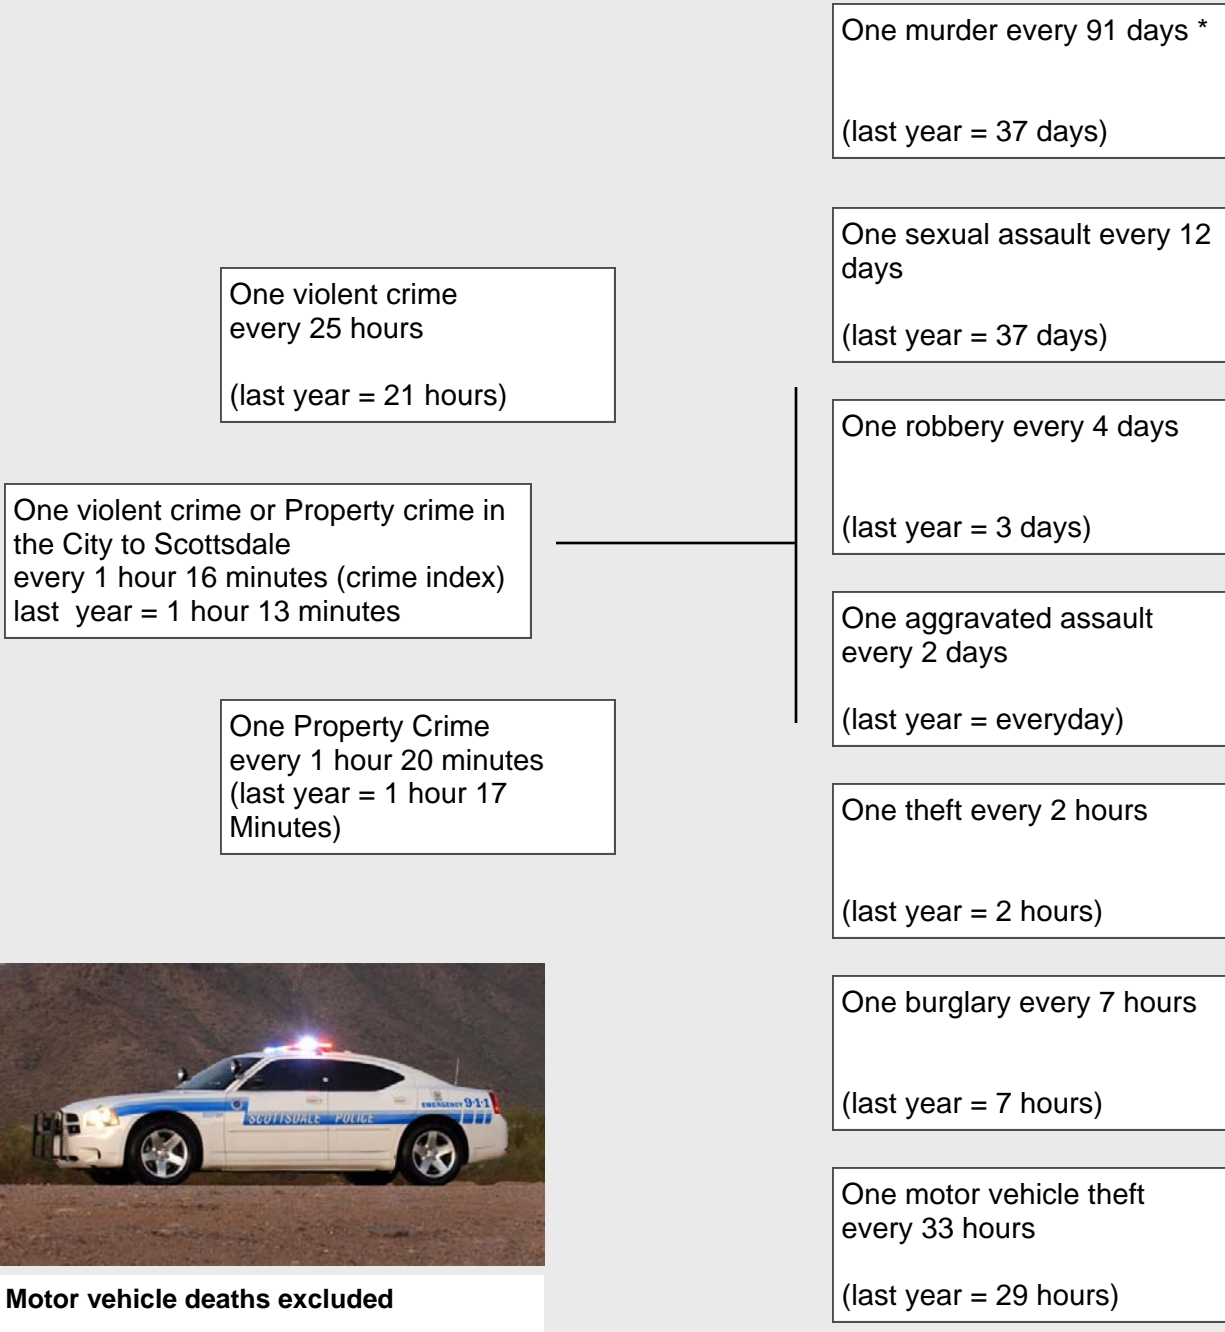 One murder every 91 days *
(last year = 37 days)
One sexual assault every 12
days
(last year = 37 days)
One violent crime
every 25 hours
(last year = 21 hours)
One robbery every 4 days
(last year = 3 days)
One violent crime or Property crime in
the City to Scottsdale
every 1 hour 16 minutes (crime index)
last  year = 1 hour 13 minutes
One aggravated assault
every 2 days
(last year = everyday)
One Property Crime
every 1 hour 20 minutes
(last year = 1 hour 17
Minutes)
One theft every 2 hours
(last year = 2 hours)
One burglary every 7 hours
(last year = 7 hours)
EMERGENCY 9-1-1
SCOTTSDALE POLICE
One motor vehicle theft
every 33 hours
(last year = 29 hours)
Motor vehicle deaths excluded